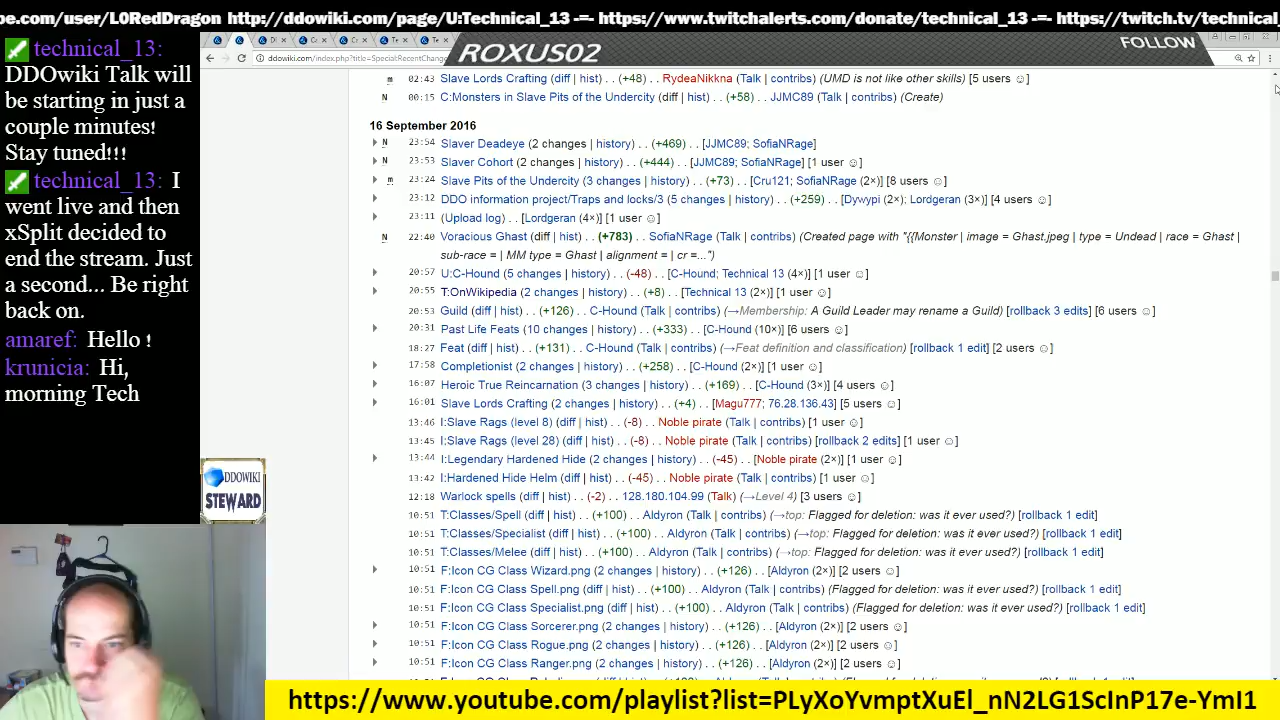 be.com/user/L0RedDragon http://ddowiki.com/page/U:Technical_13 -=- https://www.twitchalerts.com/donate/technical_13 -=- https://twitch.tv/technical_
technical_13:
DDOwiki Talk will
be starting in just a
couple minutes!
Stay tuned!!!
technical_13: I
went live and then
xSplit decided to
end the stream. Just
a second... Be right
back on.
amaref: Hello !
krunicia: Hi,
morning Tech
ROXUS02
FOLLOW
ddowiki.com/index.php?title=Special:RecentChang
m 02:43 Slave Lords Crafting (diff | hist) . . (+48) . . RydeaNikkna (Talk | contribs) (UMD is not like other skills) [5 users ☺]
N 00:15 C:Monsters in Slave Pits of the Undercity (diff | hist) . . (+58) . . JJMC89 (Talk | contribs) (Create)
16 September 2016
N 23:54 Slaver Deadeye (2 changes | history) . . (+469) . . [JJMC89; SofiaNRage]
N 23:53 Slaver Cohort (2 changes | history) . . (+444) . . [JJMC89; SofiaNRage] [1 user ☺]
m 23:24 Slave Pits of the Undercity (3 changes | history) . . (+73) . . [Cru121; SofiaNRage (2×)] [8 users ☺]
23:12 DDO information project/Traps and locks/3 (5 changes | history) . . (+259) . . [Dywypi (2×); Lordgeran (3×)] [4 users ☺]
23:11 (Upload log) . . [Lordgeran (4×)] [1 user ☺]
N 22:40 Voracious Ghast (diff | hist) . . (+783) . . SofiaNRage (Talk | contribs) (Created page with "{{Monster | image = Ghast.jpeg | type = Undead | race = Ghast |
sub-race = | MM type = Ghast | alignment = | cr =...")
20:57 U:C-Hound (5 changes | history) . . (-48) . . [C-Hound; Technical 13 (4×)] [1 user ☺]
20:55 T:OnWikipedia (2 changes | history) . . (+8) . . [Technical 13 (2×)] [1 user ☺]
20:53 Guild (diff | hist) . . (+126) . . C-Hound (Talk | contribs) (→Membership: A Guild Leader may rename a Guild) [rollback 3 edits] [6 users ☺]
20:31 Past Life Feats (10 changes | history) . . (+333) . . [C-Hound (10×)] [6 users ☺]
18:27 Feat (diff | hist) . . (+131) . . C-Hound (Talk | contribs) (→Feat definition and classification) [rollback 1 edit] [2 users ☺]
17:58 Completionist (2 changes | history) . . (+258) . . [C-Hound (2×)] [1 user ☺]
16:07 Heroic True Reincarnation (3 changes | history) . . (+169) . . [C-Hound (3×)] [4 users ☺]
16:01 Slave Lords Crafting (2 changes | history) . . (+4) . . [Magu777; 76.28.136.43] [5 users ☺]
13:46 I:Slave Rags (level 8) (diff | hist) . . (-8) . . Noble pirate (Talk | contribs) [1 user ☺]
13:45 I:Slave Rags (level 28) (diff | hist) . . (-8) . . Noble pirate (Talk | contribs) [rollback 2 edits] [1 user ☺]
13:44 I:Legendary Hardened Hide (2 changes | history) . . (-45) . . [Noble pirate (2×)] [1 user ☺]
13:42 I:Hardened Hide Helm (diff | hist) . . (-45) . . Noble pirate (Talk | contribs) [1 user ☺]
12:18 Warlock spells (diff | hist) . . (-2) . . 128.180.104.99 (Talk) (→Level 4) [3 users ☺]
10:51 T:Classes/Spell (diff | hist) . . (+100) . . Aldyron (Talk | contribs) (→top: Flagged for deletion: was it ever used?) [rollback 1 edit]
10:51 T:Classes/Specialist (diff | hist) . . (+100) . . Aldyron (Talk | contribs) (→top: Flagged for deletion: was it ever used?) [rollback 1 edit]
10:51 T:Classes/Melee (diff | hist) . . (+100) . . Aldyron (Talk | contribs) (→top: Flagged for deletion: was it ever used?) [rollback 1 edit]
10:51 F:Icon CG Class Wizard.png (2 changes | history) . . (+126) . . [Aldyron (2×)] [2 users ☺]
10:51 F:Icon CG Class Spell.png (diff | hist) . . (+100) . . Aldyron (Talk | contribs) (Flagged for deletion: was it ever used?) [rollback 1 edit]
10:51 F:Icon CG Class Specialist.png (diff | hist) . . (+100) . . Aldyron (Talk | contribs) (Flagged for deletion: was it ever used?) [rollback 1 edit]
10:51 F:Icon CG Class Sorcerer.png (2 changes | history) . . (+126) . . [Aldyron (2×)] [2 users ☺]
10:51 F:Icon CG Class Rogue.png (2 changes | history) . . (+126) . . [Aldyron (2×)] [2 users ☺]
10:51 F:Icon CG Class Ranger.png (2 changes | history) . . (+126) . . [Aldyron (2×)] [2 users ☺]
DDOWIKI
STEWARD
https://www.youtube.com/playlist?list=PLyXoYvmptXuEl_nN2LG1ScInP17e-YmI1